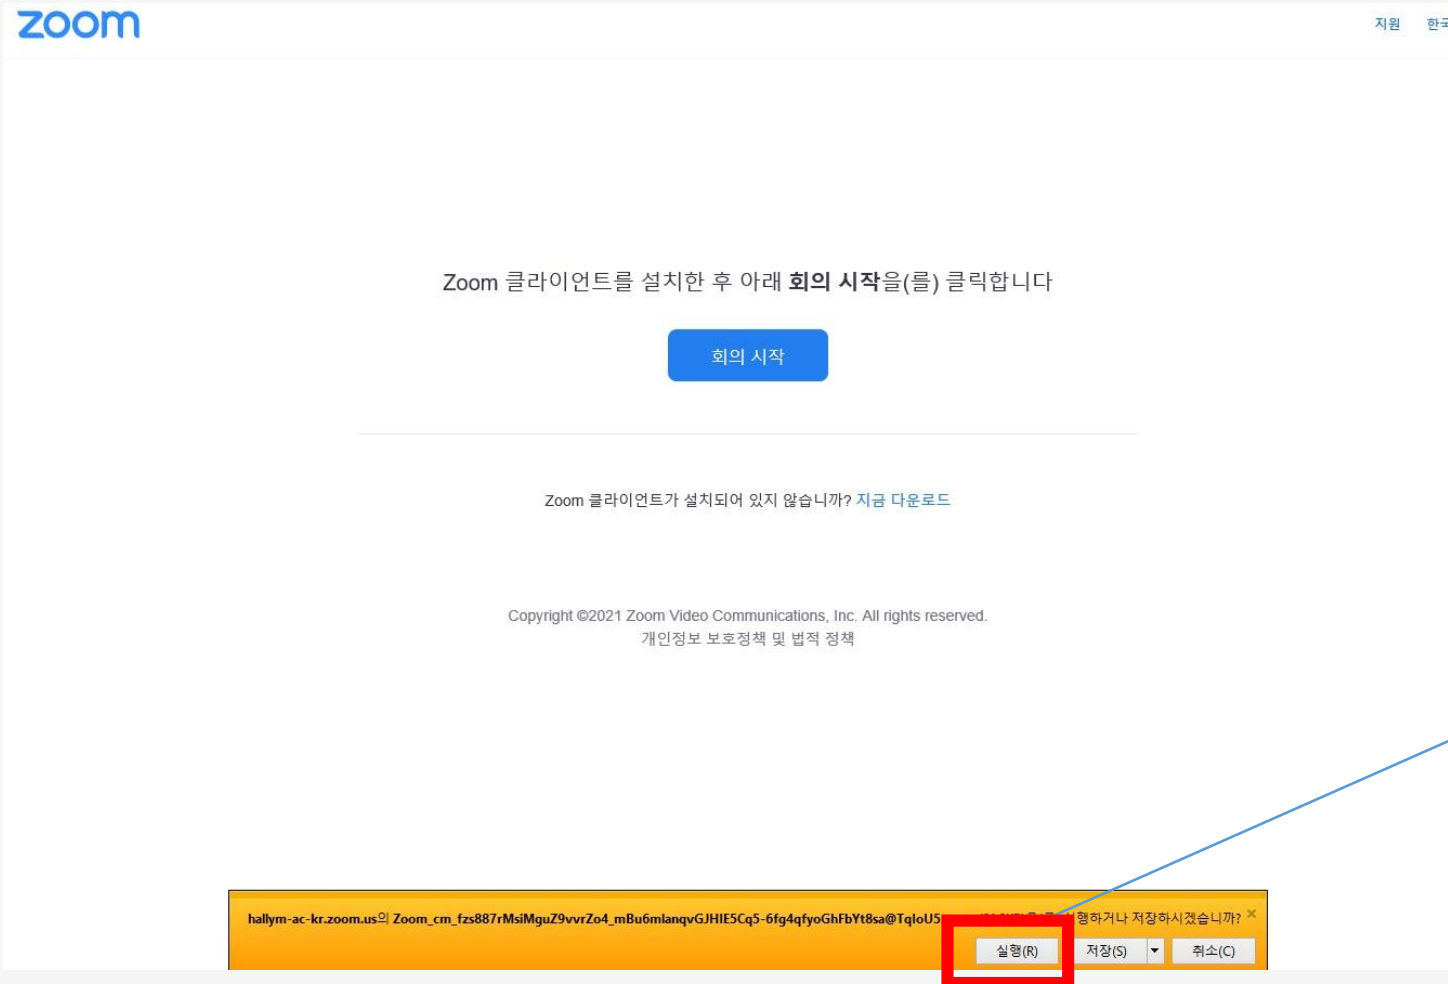 zoom
지원
Zoom 클라이언트를 설치한 후 아래 회의 시작을(를) 클릭합니다
회의 시작
Zoom 클라이언트가 설치되어 있지 않습니까? 지금 다운로드
Copyright ©2021 Zoom Video Communications, Inc. All rights reserved.
개인정보 보호정책 및 법적 정책
hallym-ac-kr.zoom.us의 Zoom_cm_fzs887rMsiMguZ9vvrZo4_mBu6mlanqvGJHIE5Cq5-6fg4qfyoGhFbYt8sa@TqIoU5 저장하시겠습니까? ×
실행(R) 저장(S) 취소(C)